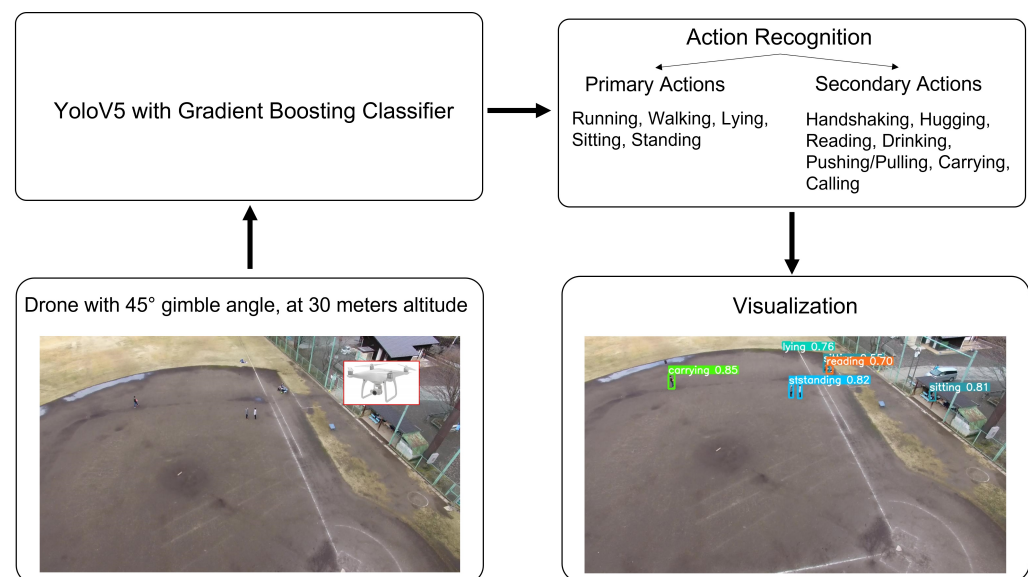 YoloV5 with Gradient Boosting Classifier
Action Recognition
Primary Actions
Running, Walking, Lying,
Sitting, Standing
Secondary Actions
Handshaking, Hugging,
Reading, Drinking,
Pushing/Pulling, Carrying,
Calling
Drone with 45° gimble angle, at 30 meters altitude
Visualization
lying 0.76
reading 0.70
carrying 0.85
ststanding 0.82
sitting 0.81